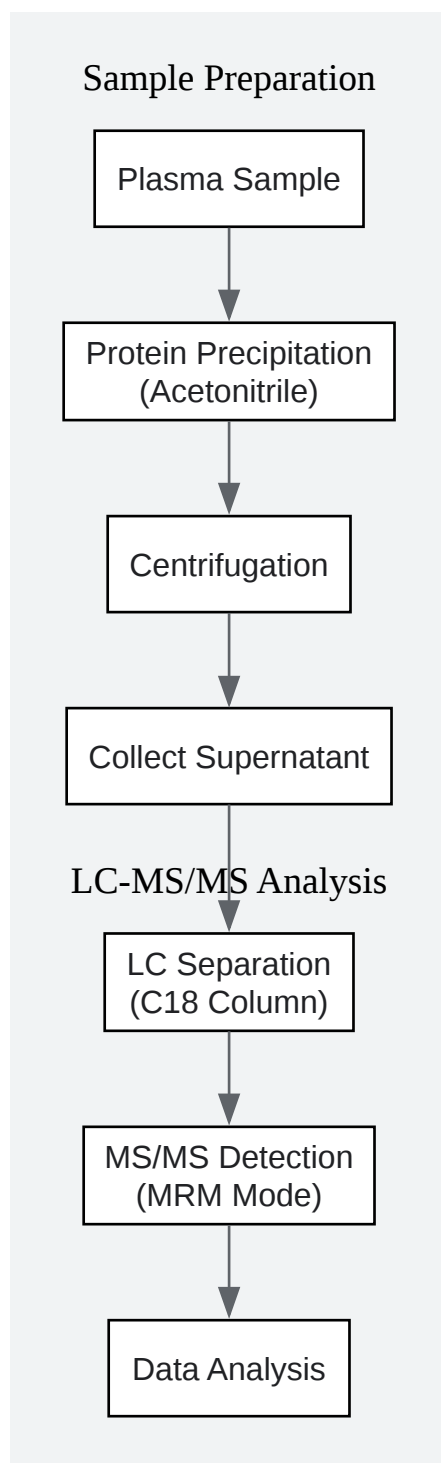 Sample Preparation
Plasma Sample
Protein Precipitation
(Acetonitrile)
Centrifugation
Collect Supernatant
LC-MS/MS Analysis
LC Separation
(C18 Column)
MS/MS Detection
(MRM Mode)
Data Analysis